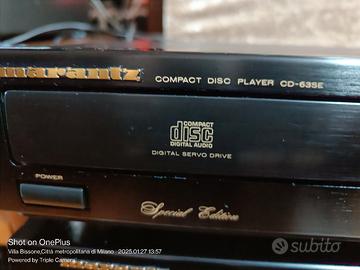 marantz COMPACT DISC PLAYER CD-63SE
COMPACT
disc
DIGITAL AUDIO
DIGITAL SERVO DRIVE
POWER
Special Edition
Shot on OnePlus
Villa Bissone,Città metropolitana di Milano · 2025.01.27 13:57
Powered by Triple Camera
subito